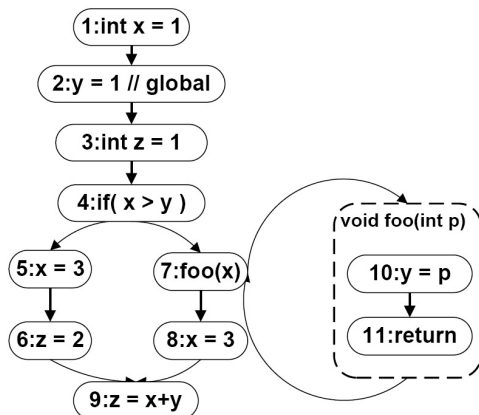 1:int x = 1
2:y = 1 // global
3:int z = 1
4:if( x > y )
5:x = 3
6:z = 2
7:foo(x)
8:x = 3
9:z = x+y
void foo(int p)
10:y = p
11:return